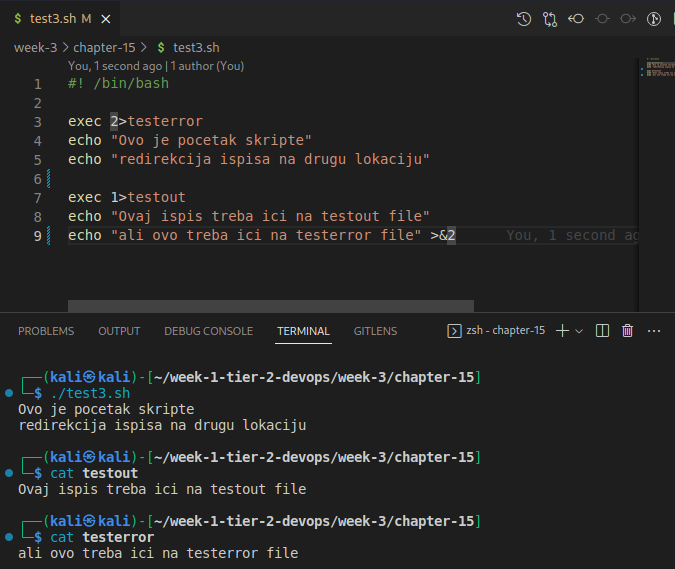 $ test3.sh M ×
week-3 > chapter-15 > $ test3.sh
You, 1 second ago | 1 author (You)
1 #! /bin/bash
2
3 exec 2>testerror
4 echo "Ovo je pocetak skripte"
5 echo "redirekcija ispisa na drugu lokaciju"
6
7 exec 1>testout
8 echo "Ovaj ispis treba ici na testout file"
9 echo "ali ovo treba ici na testerror file" >&2 You, 1 second ag
PROBLEMS OUTPUT DEBUG CONSOLE TERMINAL GITLENS zsh - chapter-15
┌──(kali㉿kali)-[~/week-1-tier-2-devops/week-3/chapter-15]
└─$ ./test3.sh
Ovo je pocetak skripte
redirekcija ispisa na drugu lokaciju
┌──(kali㉿kali)-[~/week-1-tier-2-devops/week-3/chapter-15]
└─$ cat testout
Ovaj ispis treba ici na testout file
┌──(kali㉿kali)-[~/week-1-tier-2-devops/week-3/chapter-15]
└─$ cat testerror
ali ovo treba ici na testerror file